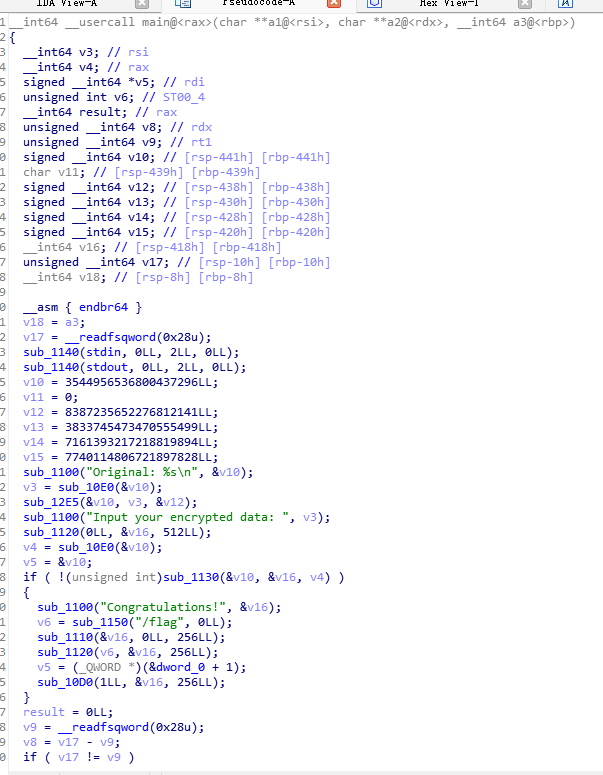 IDA View-A Pseudocode-A Hex View-1
1 __int64 __usercall main@<rax>(char **a1@<rsi>, char **a2@<rdx>, __int64 a3@<rbp>)
2 {
3 __int64 v3; // rsi
4 __int64 v4; // rax
5 signed __int64 *v5; // rdi
6 unsigned int v6; // ST00_4
7 __int64 result; // rax
8 unsigned __int64 v8; // rdx
9 unsigned __int64 v9; // rt1
0 signed __int64 v10; // [rsp-441h] [rbp-441h]
1 char v11; // [rsp-439h] [rbp-439h]
2 signed __int64 v12; // [rsp-438h] [rbp-438h]
3 signed __int64 v13; // [rsp-430h] [rbp-430h]
4 signed __int64 v14; // [rsp-428h] [rbp-428h]
5 signed __int64 v15; // [rsp-420h] [rbp-420h]
6 __int64 v16; // [rsp-418h] [rbp-418h]
7 unsigned __int64 v17; // [rsp-10h] [rbp-10h]
8 __int64 v18; // [rsp-8h] [rbp-8h]
9
0 __asm { endbr64 }
1 v18 = a3;
2 v17 = __readfsqword(0x28u);
3 sub_1140(stdin, 0LL, 2LL, 0LL);
4 sub_1140(stdout, 0LL, 2LL, 0LL);
5 v10 = 3544956536800437296LL;
6 v11 = 0;
7 v12 = 8387235652276812141LL;
8 v13 = 3833745473470555499LL;
9 v14 = 7161393217218819894LL;
0 v15 = 7740114806721897828LL;
1 sub_1100("Original: %s\n", &v10);
2 v3 = sub_10E0(&v10);
3 sub_12E5(&v10, v3, &v12);
4 sub_1100("Input your encrypted data: ", v3);
5 sub_1120(0LL, &v16, 512LL);
6 v4 = sub_10E0(&v10);
7 v5 = &v10;
8 if ( !(unsigned int)sub_1130(&v10, &v16, v4) )
9 {
0 sub_1100("Congratulations!", &v16);
1 v6 = sub_1150("/flag", 0LL);
2 sub_1110(&v16, 0LL, 256LL);
3 sub_1120(v6, &v16, 256LL);
4 v5 = (_QWORD *)(&dword_0 + 1);
5 sub_10D0(1LL, &v16, 256LL);
6 }
7 result = 0LL;
8 v9 = __readfsqword(0x28u);
9 v8 = v17 - v9;
0 if ( v17 != v9 )